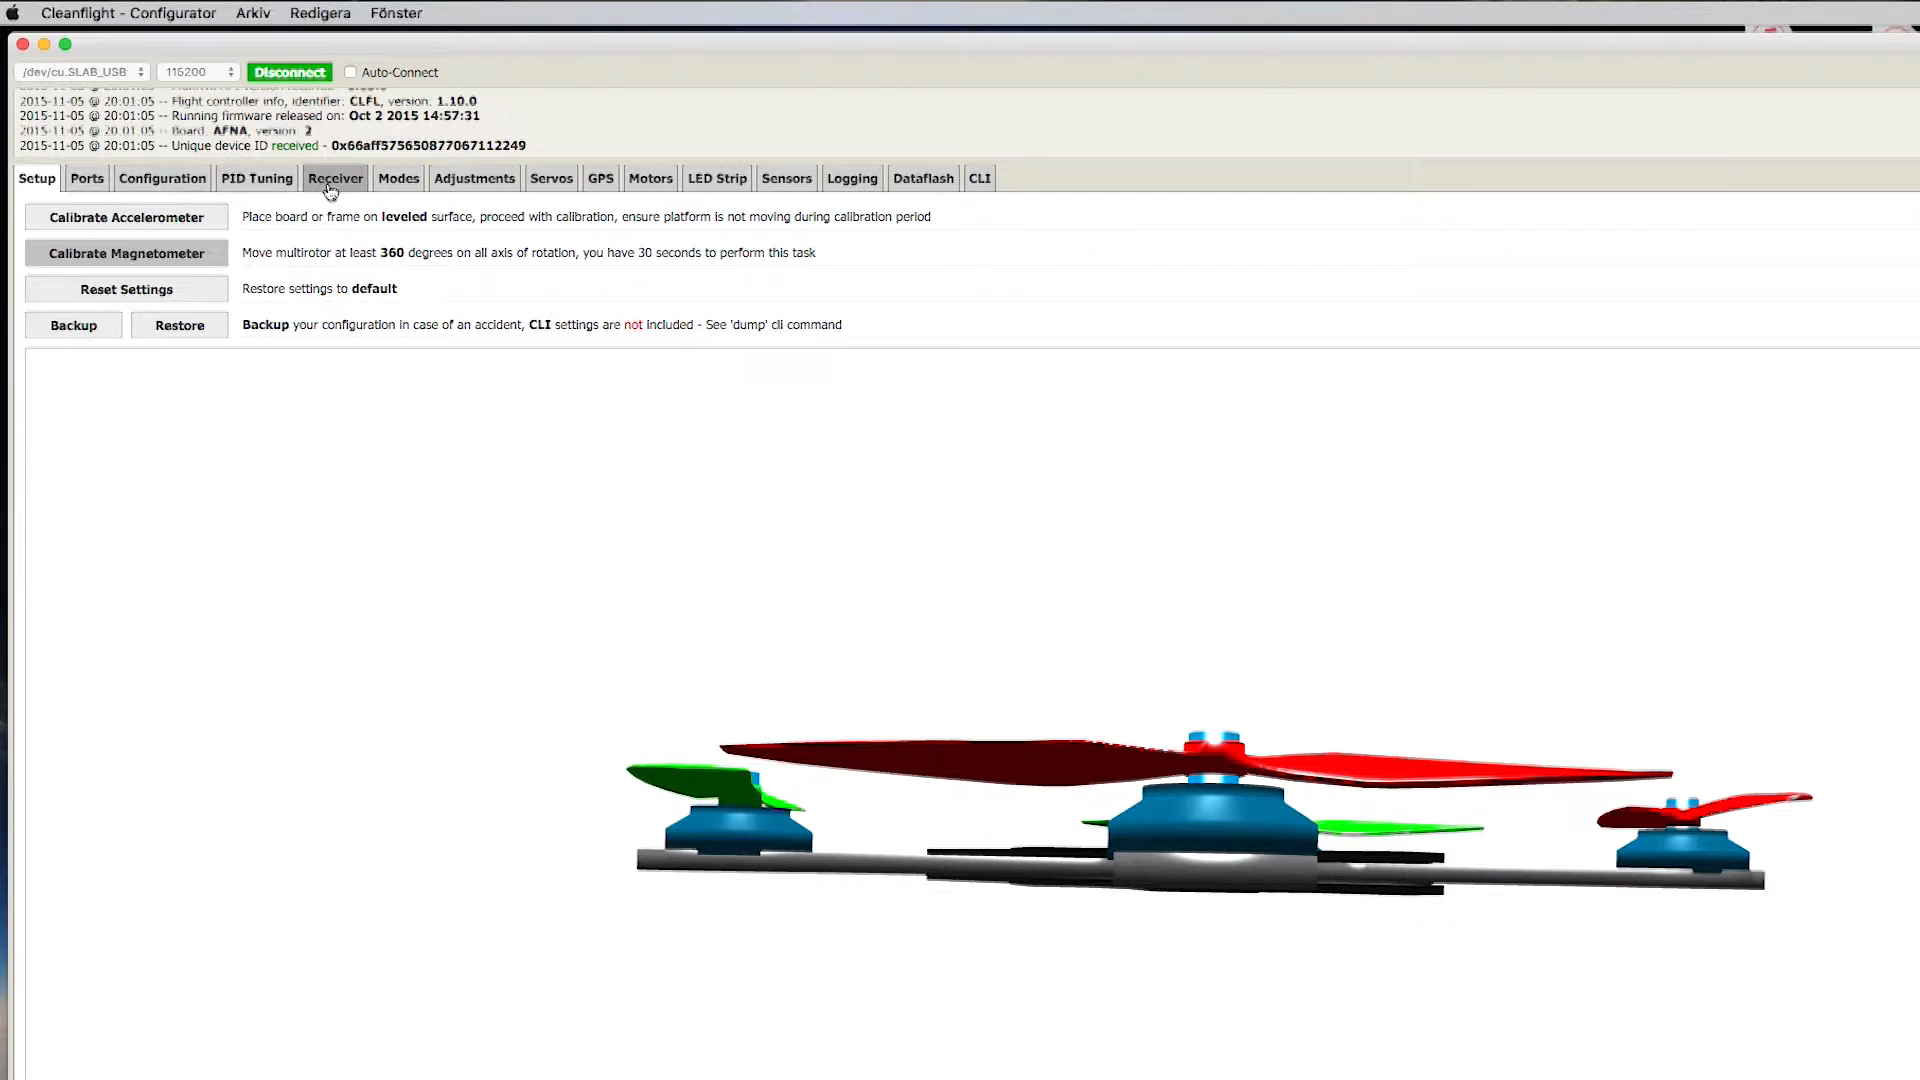 Cleanflight - Configurator Arkiv Redigera Fönster
/dev/cu.SLAB_USB 115200 Disconnect Auto-Connect
2015-11-05 @ 20:01:05 -- Flight controller info, identifier: CLFL, version: 1.10.0
2015-11-05 @ 20:01:05 -- Running firmware released on: Oct 2 2015 14:57:31
2015-11-05 @ 20:01:05 -- Board: AFNA, version: 2
2015-11-05 @ 20:01:05 -- Unique device ID received - 0x66aff575650877067112249
Setup Ports Configuration PID Tuning Receiver Modes Adjustments Servos GPS Motors LED Strip Sensors Logging Dataflash CLI
Calibrate Accelerometer Place board or frame on leveled surface, proceed with calibration, ensure platform is not moving during calibration period
Calibrate Magnetometer Move multirotor at least 360 degrees on all axis of rotation, you have 30 seconds to perform this task
Reset Settings Restore settings to default
Backup Restore Backup your configuration in case of an accident, CLI settings are not included - See 'dump' cli command